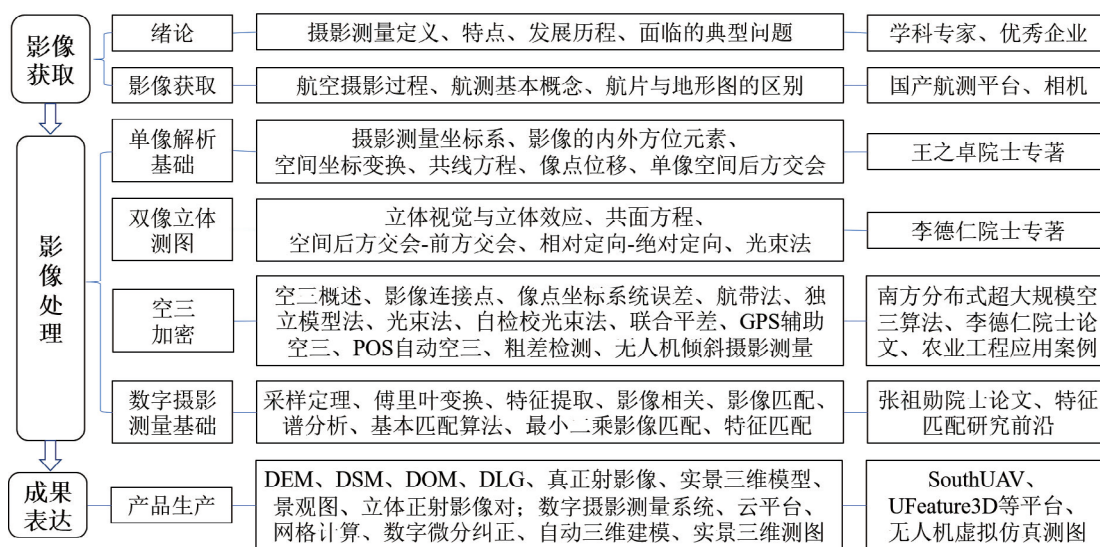 影像
获取
绪论
摄影测量定义、特点、发展历程、面临的典型问题
学科专家、优秀企业
影像获取
航空摄影过程、航测基本概念、航片与地形图的区别
国产航测平台、相机
影
像
处
理
单像解析
基础
摄影测量坐标系、影像的内外方位元素、
空间坐标变换、共线方程、像点位移、单像空间后方交会
王之卓院士专著
双像立体
测图
立体视觉与立体效应、共面方程、
空间后方交会-前方交会、相对定向-绝对定向、光束法
李德仁院士专著
空三
加密
空三概述、影像连接点、像点坐标系统误差、航带法、独
立模型法、光束法、自检校光束法、联合平差、GPS辅助
空三、POS自动空三、粗差检测、无人机倾斜摄影测量
南方分布式超大规模空
三算法、李德仁院士论
文、农业工程应用案例
数字摄影
测量基础
采样定理、傅里叶变换、特征提取、影像相关、影像匹配、
谱分析、基本匹配算法、最小二乘影像匹配、特征匹配
张祖勋院士论文、特征
匹配研究前沿
成果
表达
产品生产
DEM、DSM、DOM、DLG、真正射影像、实景三维模型、
景观图、立体正射影像对；数字摄影测量系统、云平台、
网格计算、数字微分纠正、自动三维建模、实景三维测图
SouthUAV、
UFeature3D等平台、
无人机虚拟仿真测图